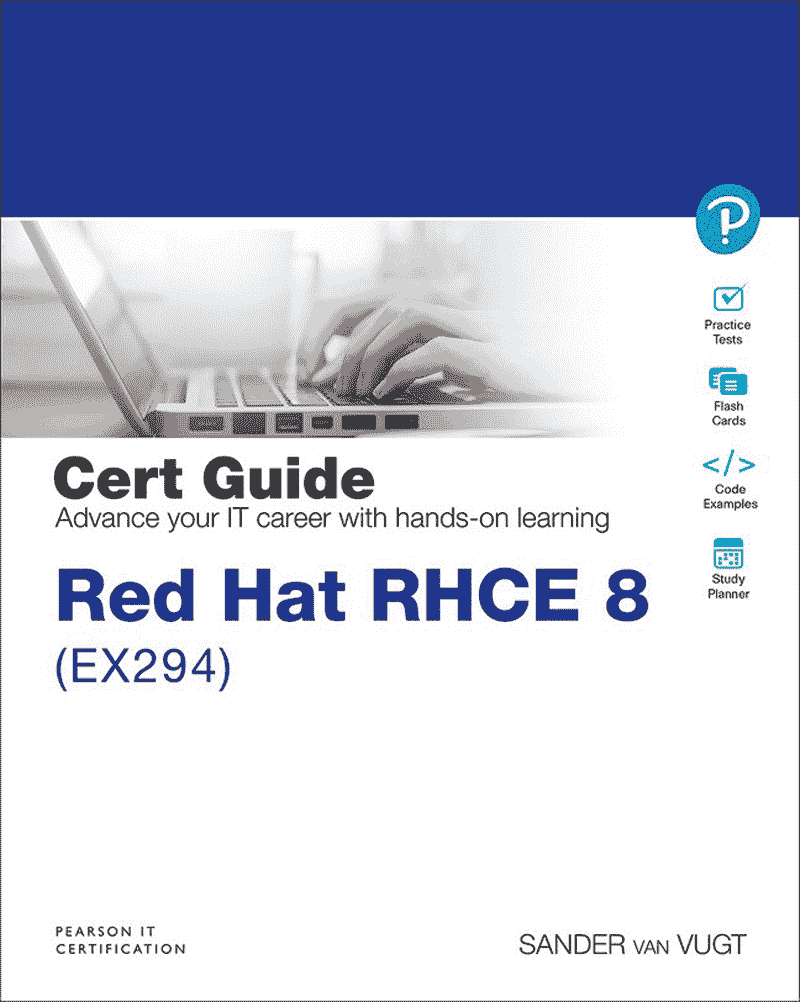 Practice
Tests
Flash
Cards
</>
Code
Examples
Study
Planner
Cert Guide
Advance your IT career with hands-on learning
Red Hat RHCE 8
(EX294)
PEARSON IT
CERTIFICATION
SANDER VAN VUGT